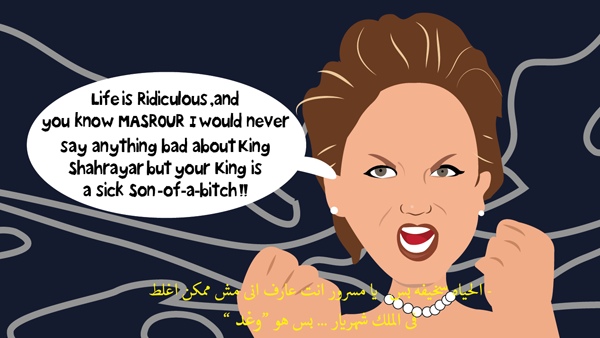 Life is Ridiculous ,and
you know MASROUR I would never
say anything bad about King
Shahrayar but your King is
a sick Son-of-a-bitch !!
- الحياه سخيفه بس يا مسرور انت عارف انى مش ممكن اغلط
فى الملك شهريار ... بس هو "وغد"